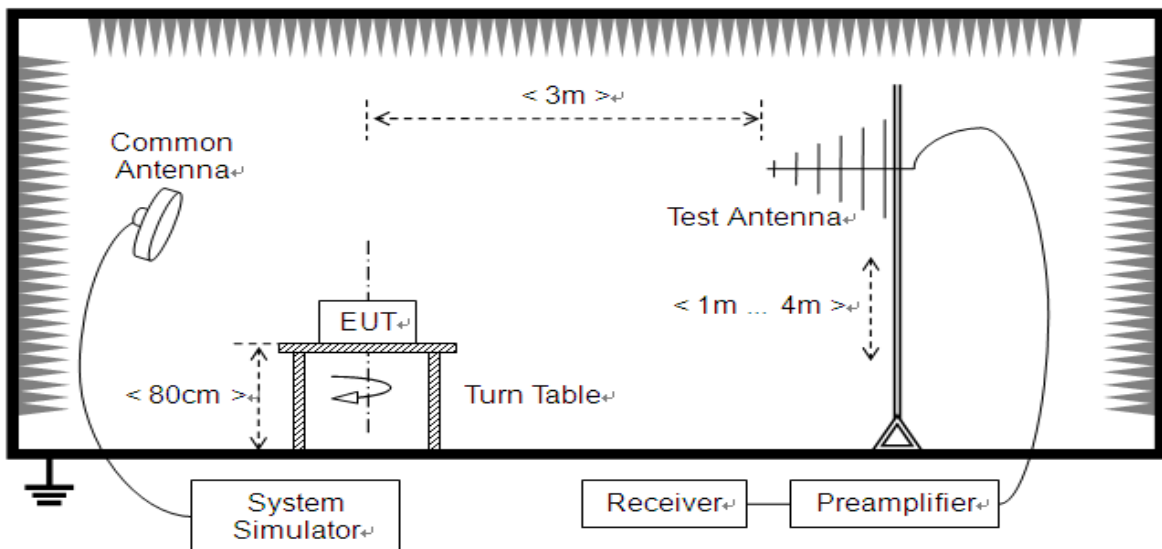 < 3m >
Common
Antenna
Test Antenna
< 1m ... 4m >
EUT
< 80cm >
Turn Table
System
Simulator
Receiver
Preamplifier